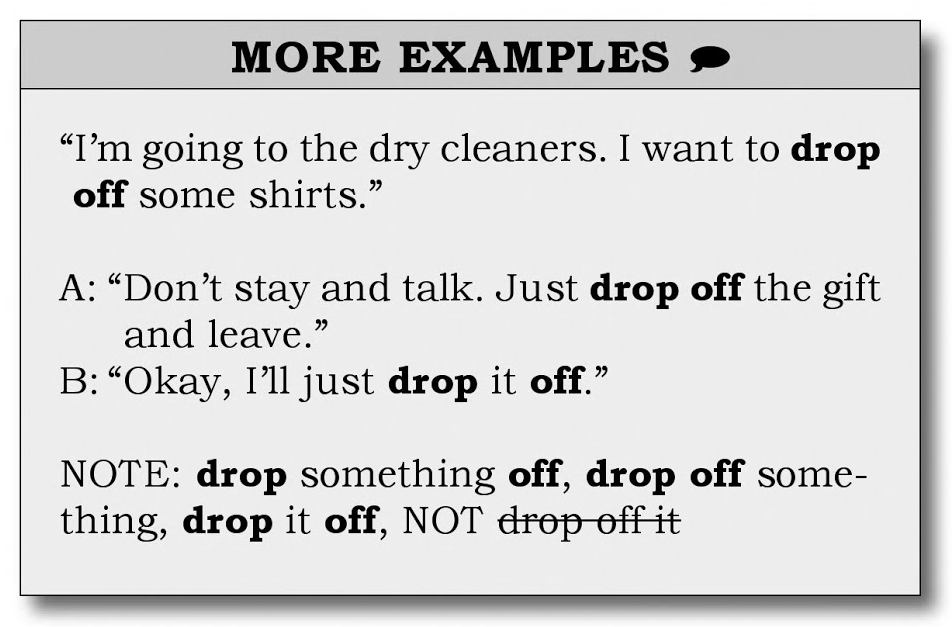 MORE EXAMPLES
“I’m going to the dry cleaners. I want to drop
off some shirts.”
A: “Don’t stay and talk. Just drop off the gift
and leave.”
B: “Okay, I’ll just drop it off.”
NOTE: drop something off, drop off some-
thing, drop it off, NOT drop off it